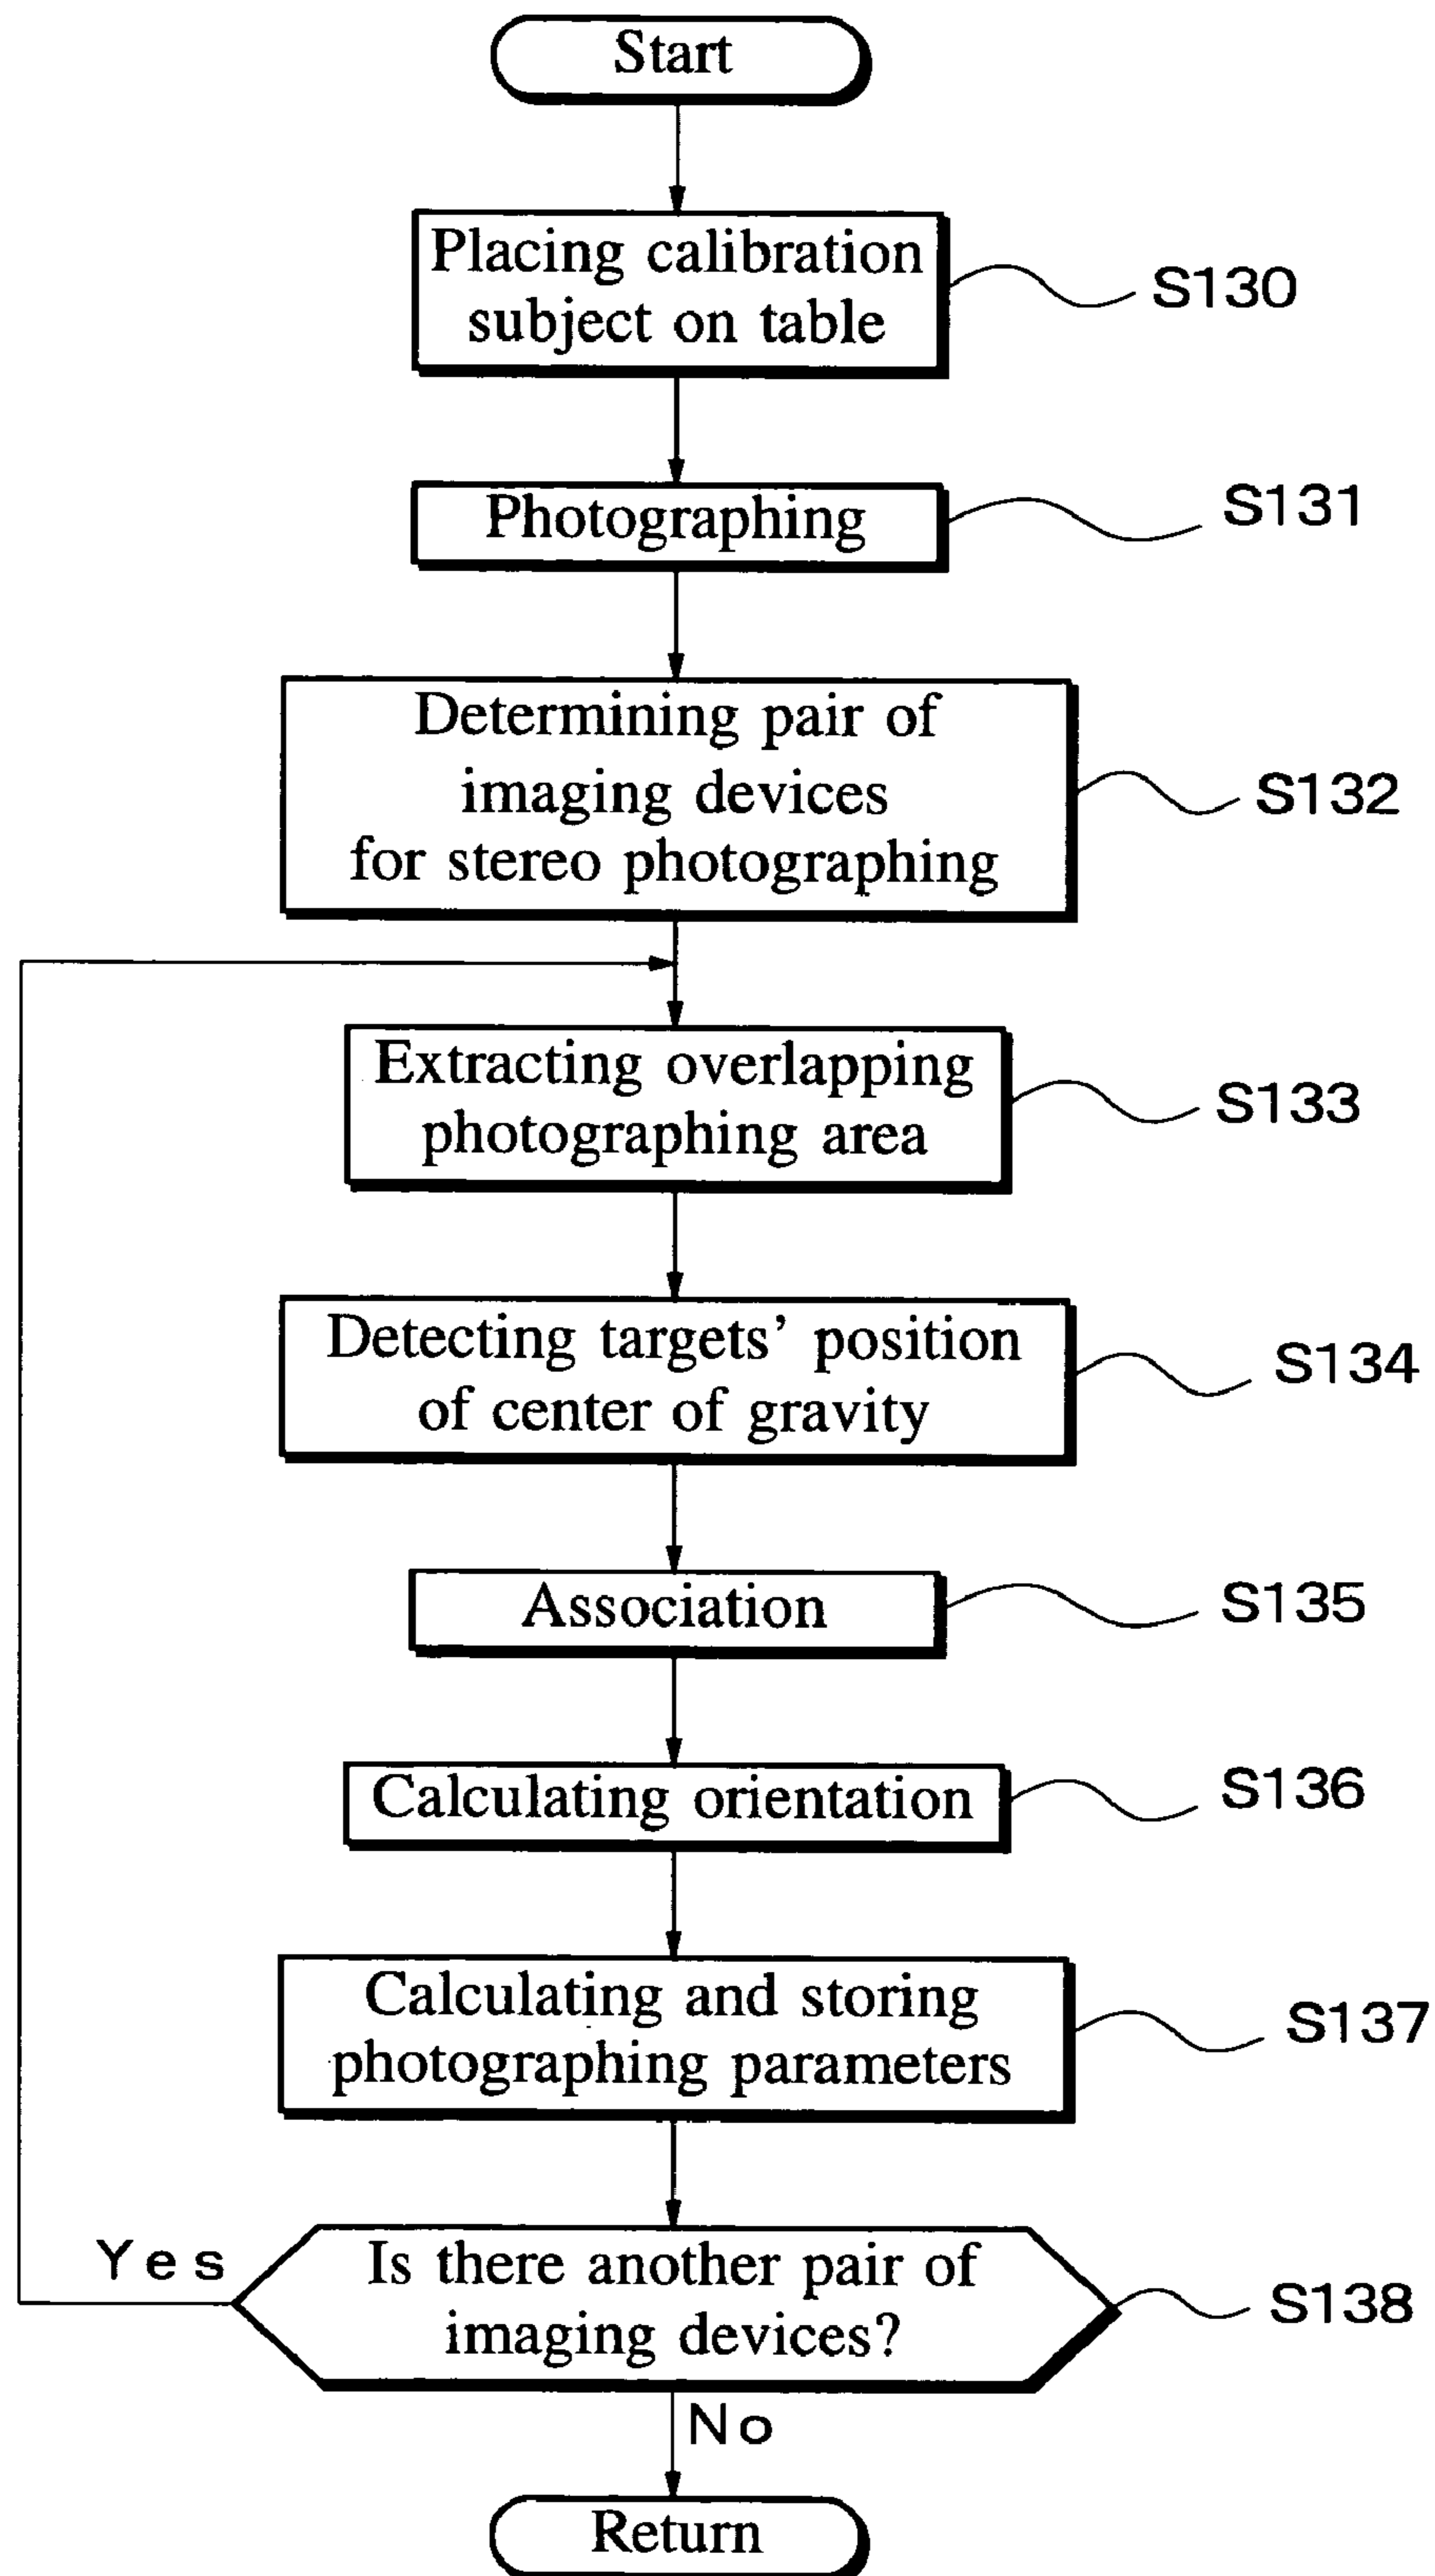 Start
Placing calibration
subject on table
S130
Photographing
S131
Determining pair of
imaging devices
for stereo photographing
S132
Extracting overlapping
photographing area
S133
Detecting targets’ position
of center of gravity
S134
Association
S135
Calculating orientation
S136
Calculating and storing
photographing parameters
S137
Yes
Is there another pair of
imaging devices?
S138
No
Return